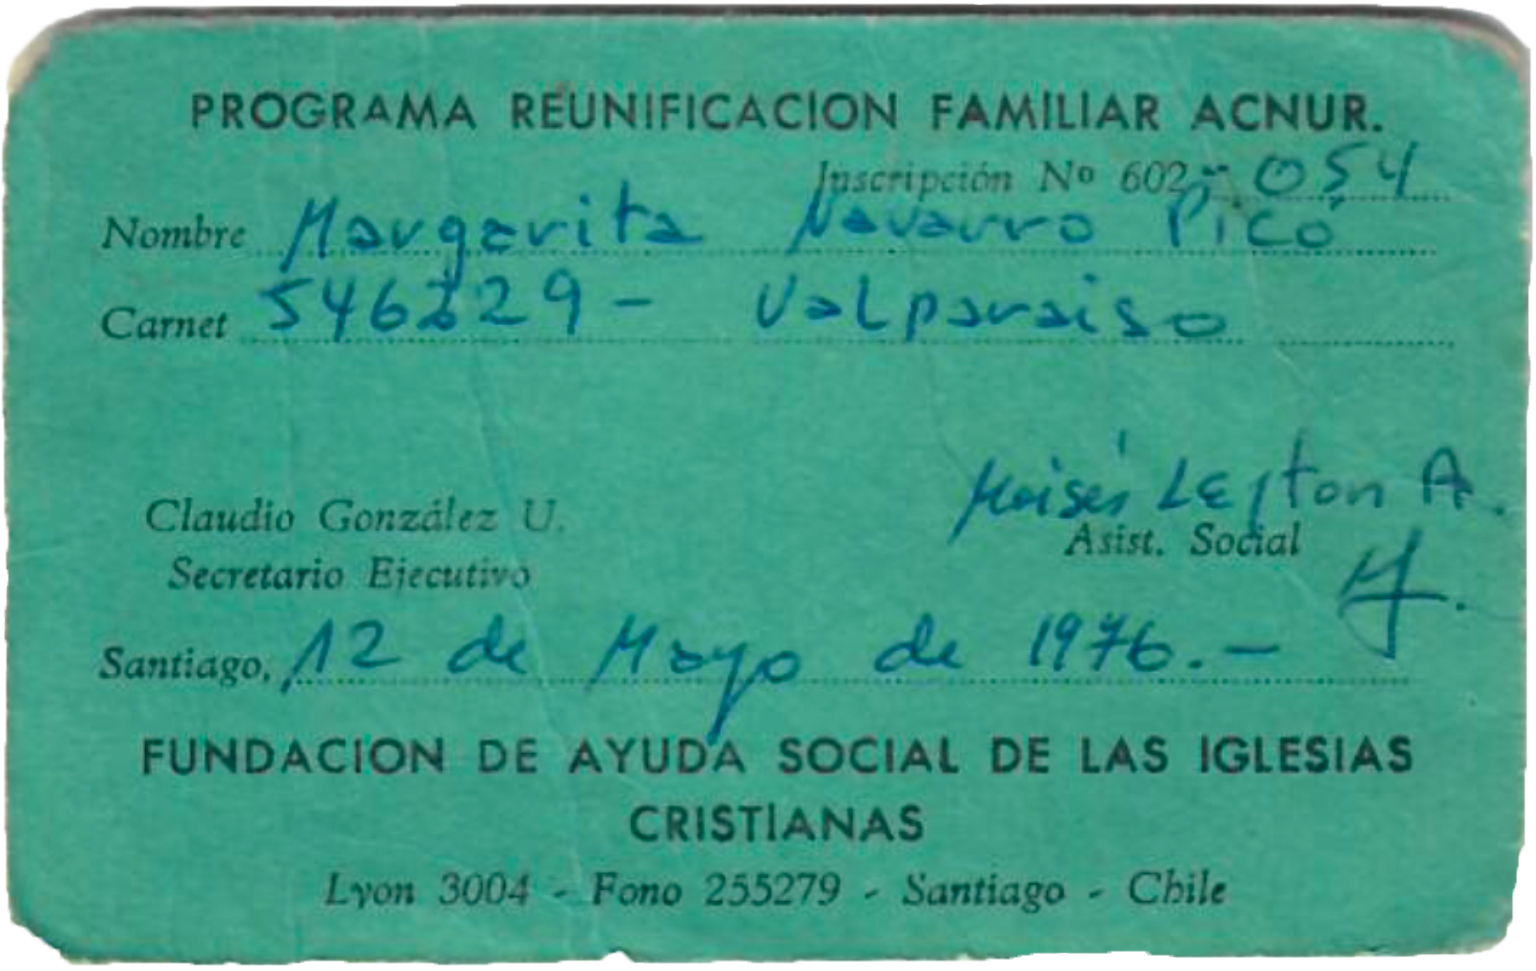 PROGRAMA REUNIFICACION FAMILIAR ACNUR.
Inscripción Nº 602-054
Nombre Margarita Navarro Picó
Carnet 546229- Valparaiso
Moisés Leyton A.
Claudio González U.
Asist. Social
Secretario Ejecutivo
Santiago, 12 de Mayo de 1976.-
FUNDACION DE AYUDA SOCIAL DE LAS IGLESIAS
CRISTIANAS
Lyon 3004 - Fono 255279 - Santiago - Chile